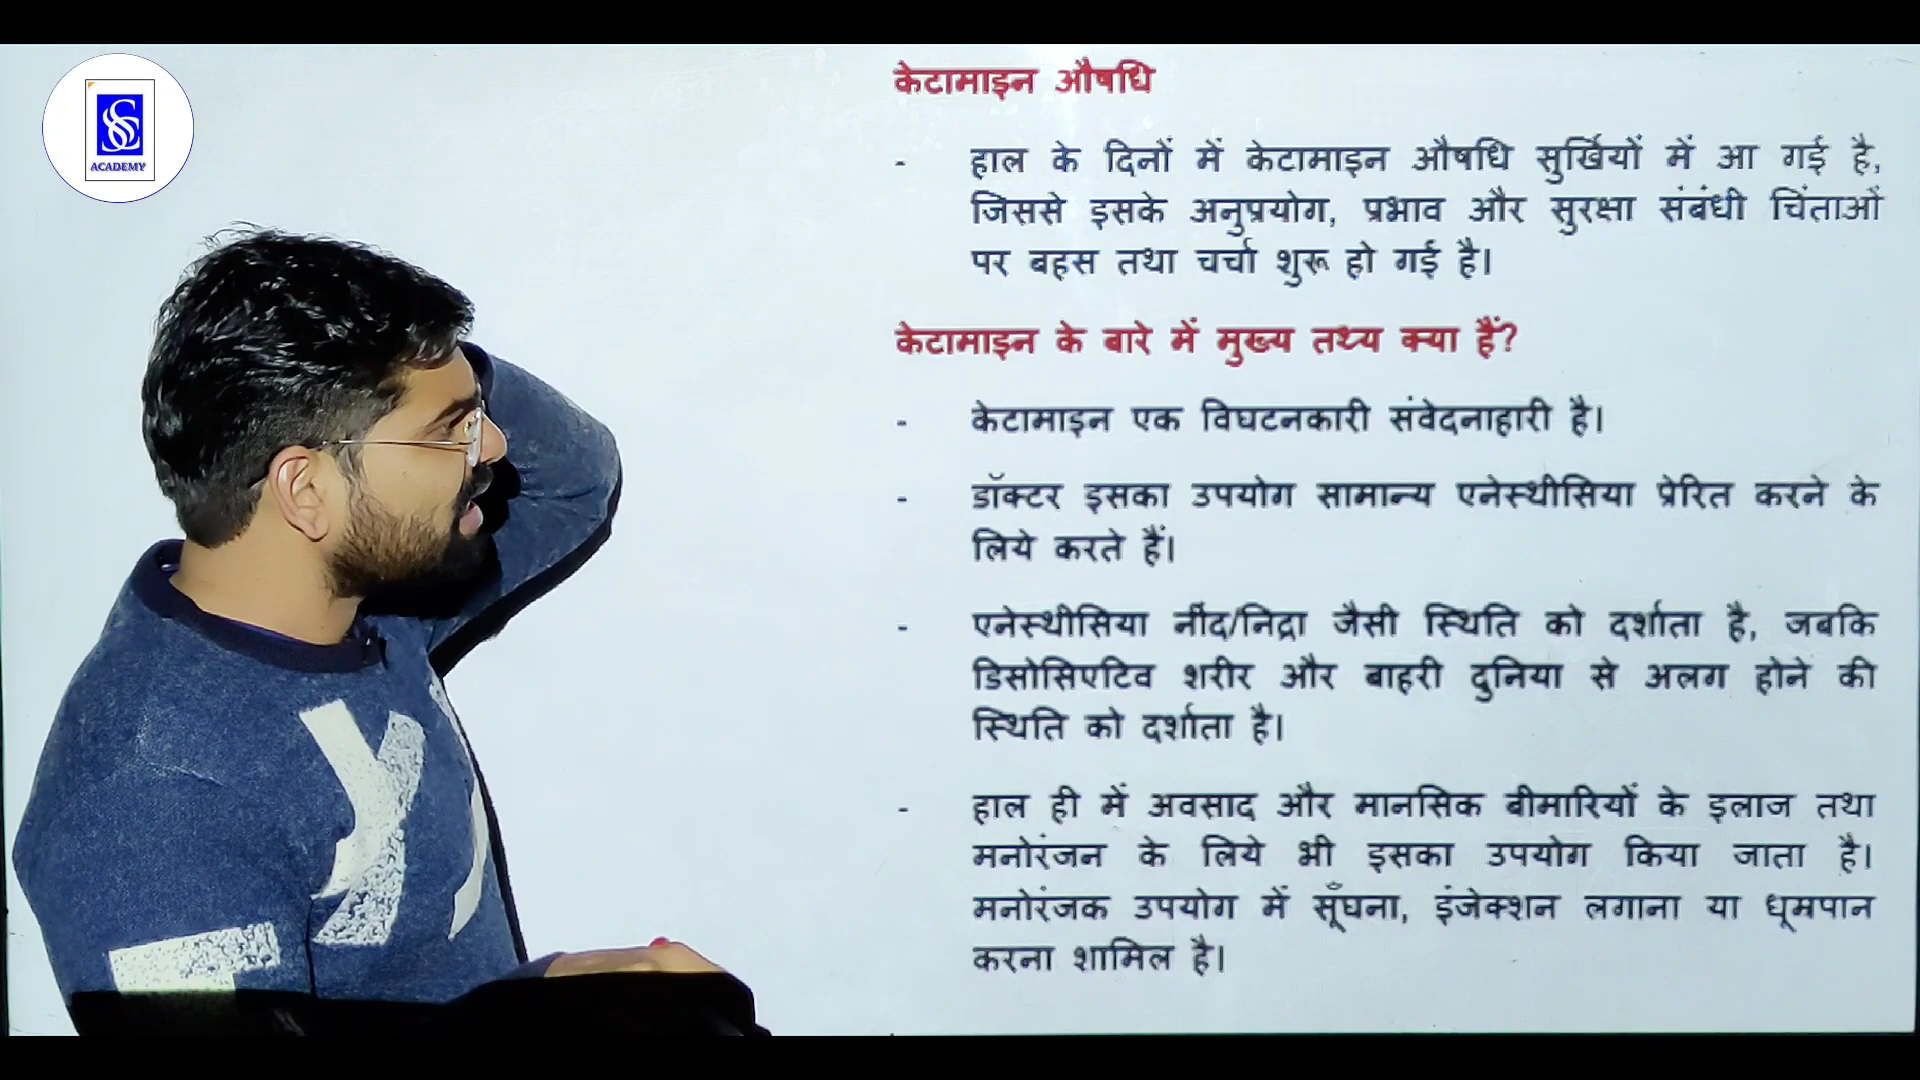 SSC
ACADEMY
केटामाइन औषधि
- हाल के दिनों में केटामाइन औषधि सुर्खियों में आ गई है,
जिससे इसके अनुप्रयोग, प्रभाव और सुरक्षा संबंधी चिंताओं
पर बहस तथा चर्चा शुरू हो गई है।
केटामाइन के बारे में मुख्य तथ्य क्या हैं?
- केटामाइन एक विघटनकारी संवेदनाहारी है।
- डॉक्टर इसका उपयोग सामान्य एनेस्थीसिया प्रेरित करने के
लिये करते हैं।
- एनेस्थीसिया नींद/निद्रा जैसी स्थिति को दर्शाता है, जबकि
डिसोसिएटिव शरीर और बाहरी दुनिया से अलग होने की
स्थिति को दर्शाता है।
- हाल ही में अवसाद और मानसिक बीमारियों के इलाज तथा
मनोरंजन के लिये भी इसका उपयोग किया जाता है।
मनोरंजक उपयोग में सूँघना, इंजेक्शन लगाना या धूम्रपान
करना शामिल है।